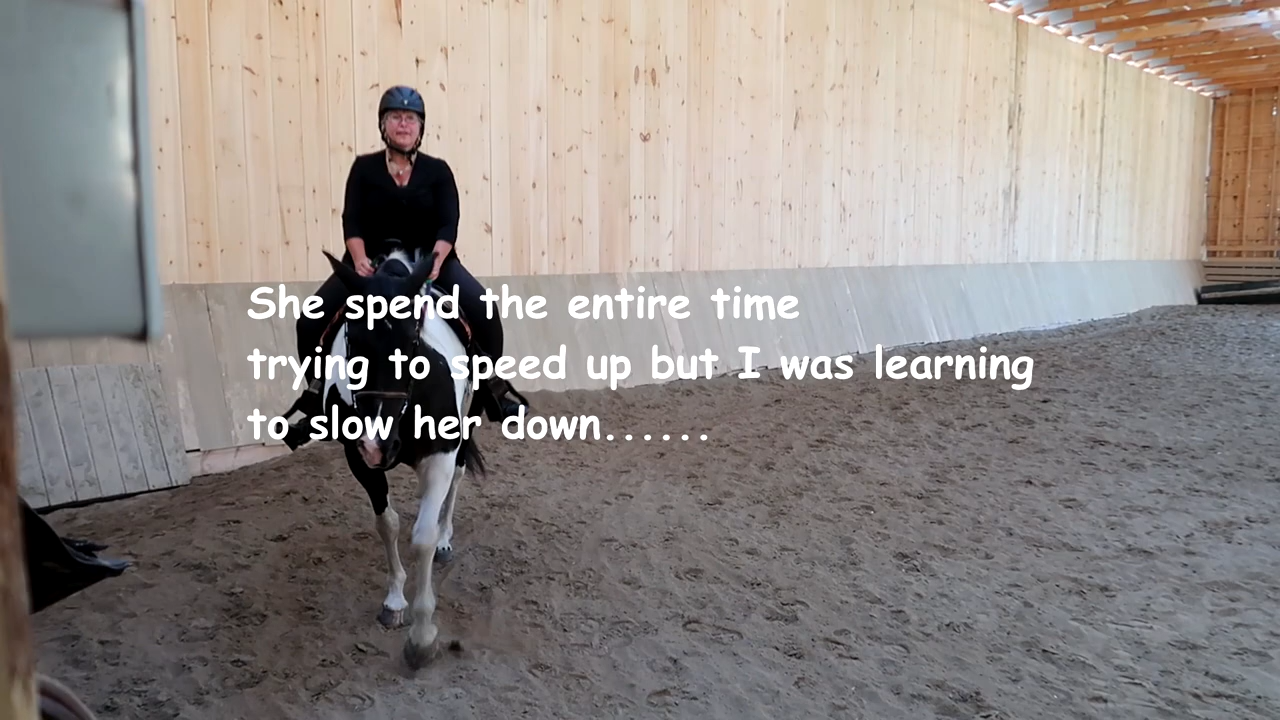 She spend the entire time
trying to speed up but I was learning
to slow her down......